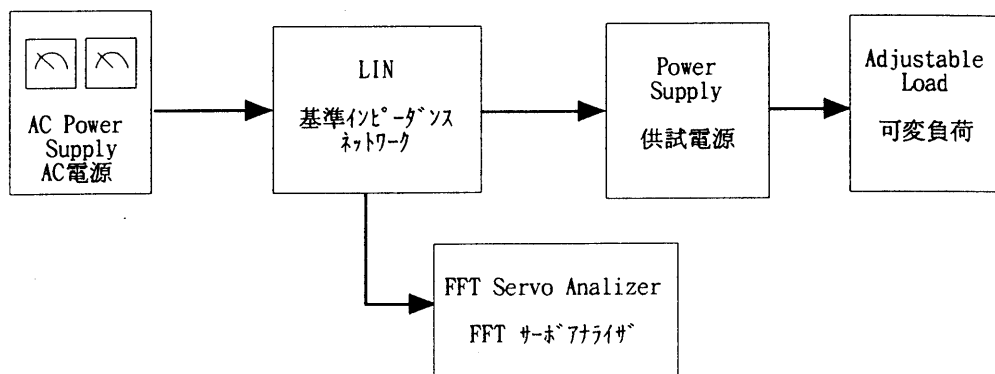 AC Power
Supply
AC電源
LIN
基準ｲﾝﾋﾟｰﾀﾞﾝｽ
ﾈｯﾄﾜｰｸ
Power
Supply
供試電源
Adjustable
Load
可変負荷
FFT Servo Analizer
FFT ｻｰﾎﾞｱﾅﾗｲｻﾞ